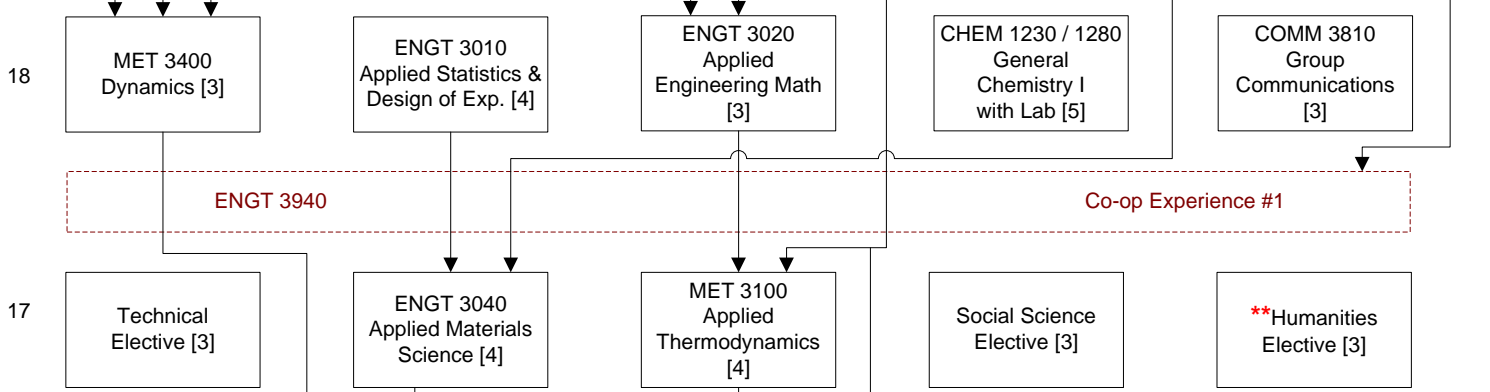 18
MET 3400
Dynamics [3]
ENGT 3010
Applied Statistics &
Design of Exp. [4]
ENGT 3020
Applied
Engineering Math
[3]
CHEM 1230 / 1280
General
Chemistry I
with Lab [5]
COMM 3810
Group
Communications
[3]
ENGT 3940
Co-op Experience #1
17
Technical
Elective [3]
ENGT 3040
Applied Materials
Science [4]
MET 3100
Applied
Thermodynamics
[4]
Social Science
Elective [3]
**Humanities
Elective [3]